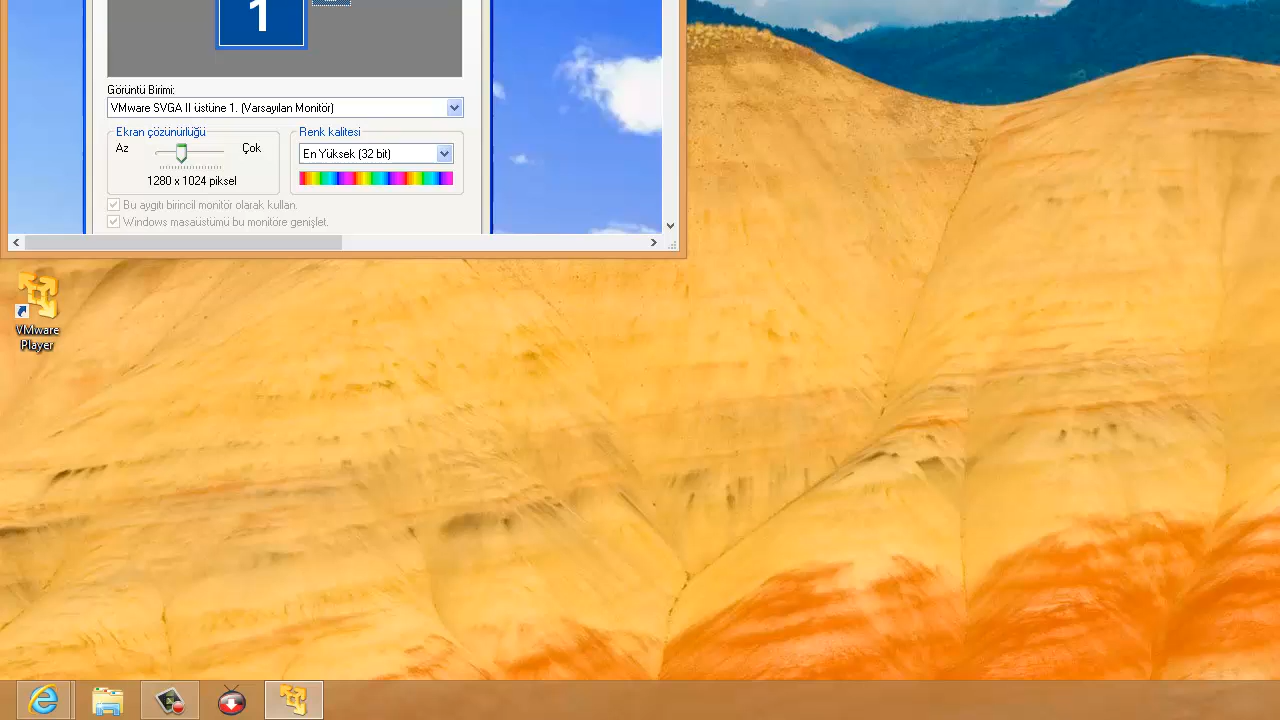 1
Görüntü Birimi:
VMware SVGA II üstüne 1. (Varsayılan Monitör)
Ekran çözünürlüğü
Az
Çok
1280 x 1024 piksel
Renk kalitesi
En Yüksek (32 bit)
Bu aygıtı birincil monitör olarak kullan.
Windows masaüstümü bu monitöre genişlet.
VMware
Player